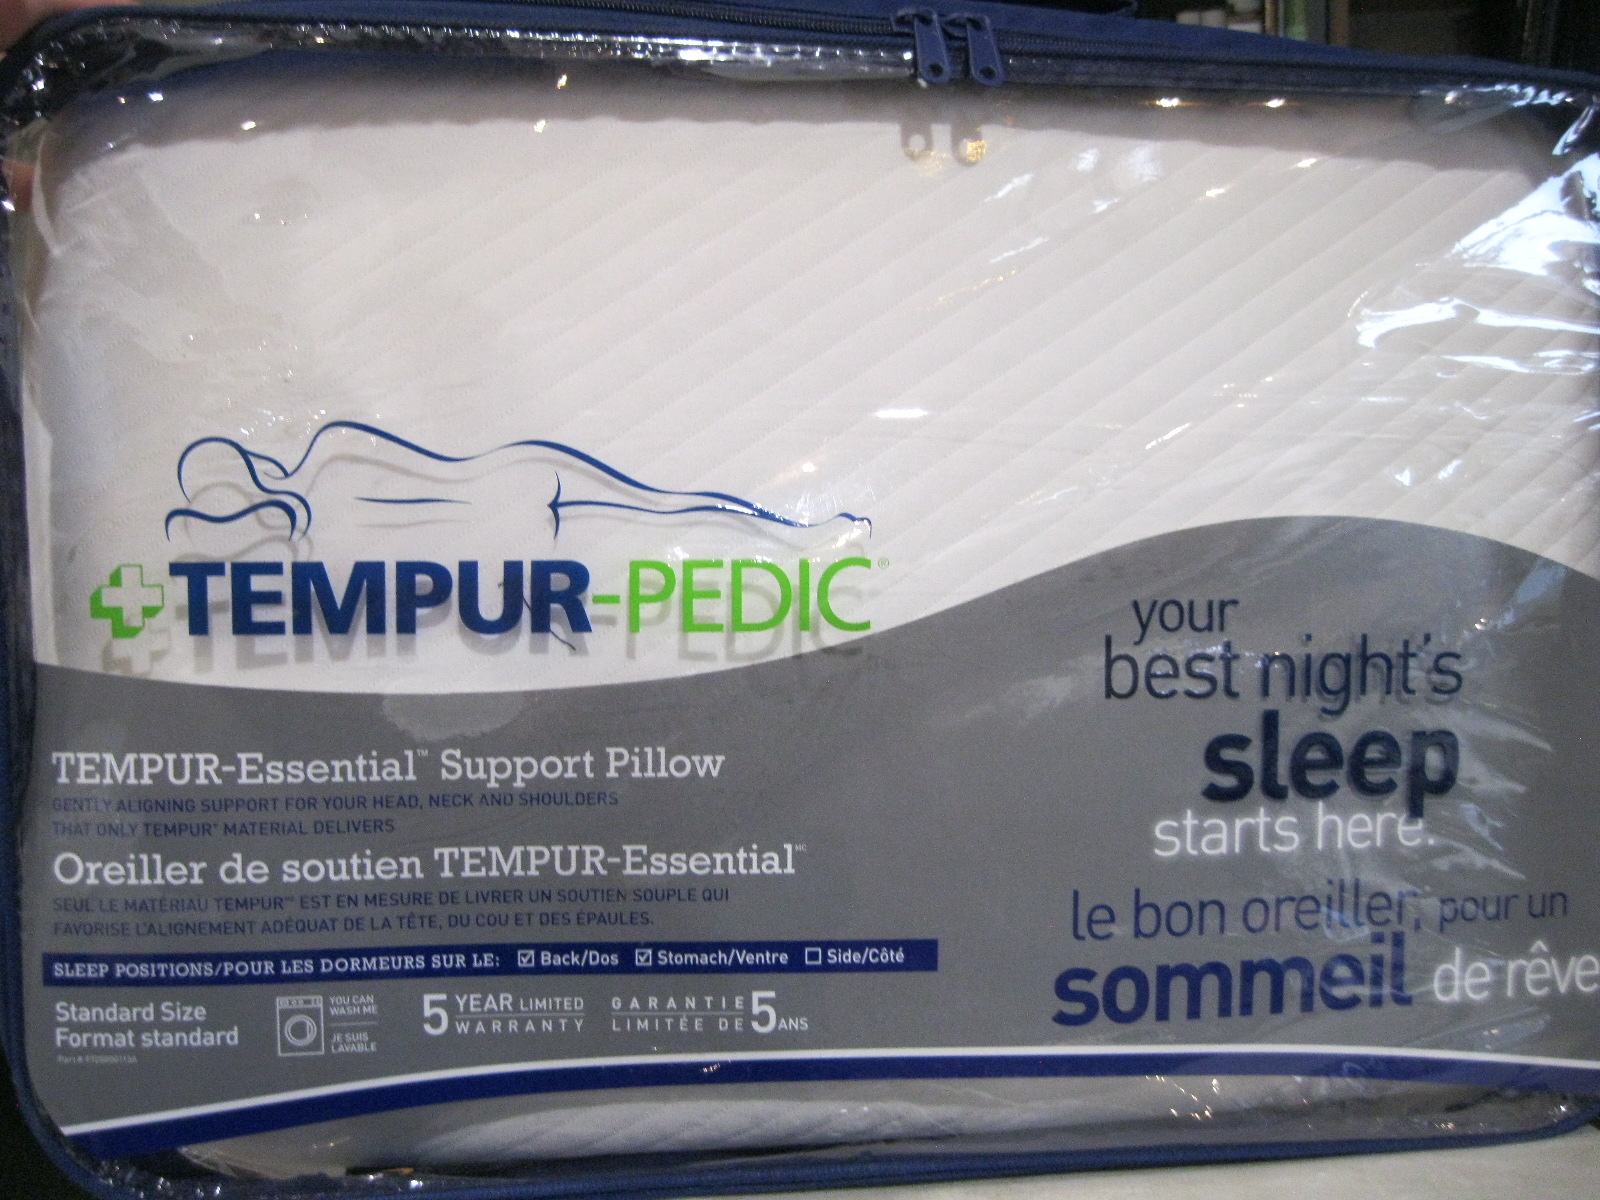 TEMPUR-PEDIC®
your
best night's
sleep
starts here.
le bon oreiller, pour un
sommeil de rêve
TEMPUR-Essential™ Support Pillow
GENTLY ALIGNING SUPPORT FOR YOUR HEAD, NECK AND SHOULDERS
THAT ONLY TEMPUR® MATERIAL DELIVERS
Oreiller de soutien TEMPUR-Essential MC
SEUL LE MATÉRIAU TEMPUR MC EST EN MESURE DE LIVRER UN SOUTIEN SOUPLE QUI
FAVORISE L'ALIGNEMENT ADÉQUAT DE LA TÊTE, DU COU ET DES ÉPAULES.
SLEEP POSITIONS/POUR LES DORMEURS SUR LE: ☑ Back/Dos ☑ Stomach/Ventre ☐ Side/Côté
Standard Size
Format standard
YOU CAN
WASH ME
JE SUIS
LAVABLE
5 YEAR LIMITED
WARRANTY
GARANTIE
LIMITÉE DE 5 ANS